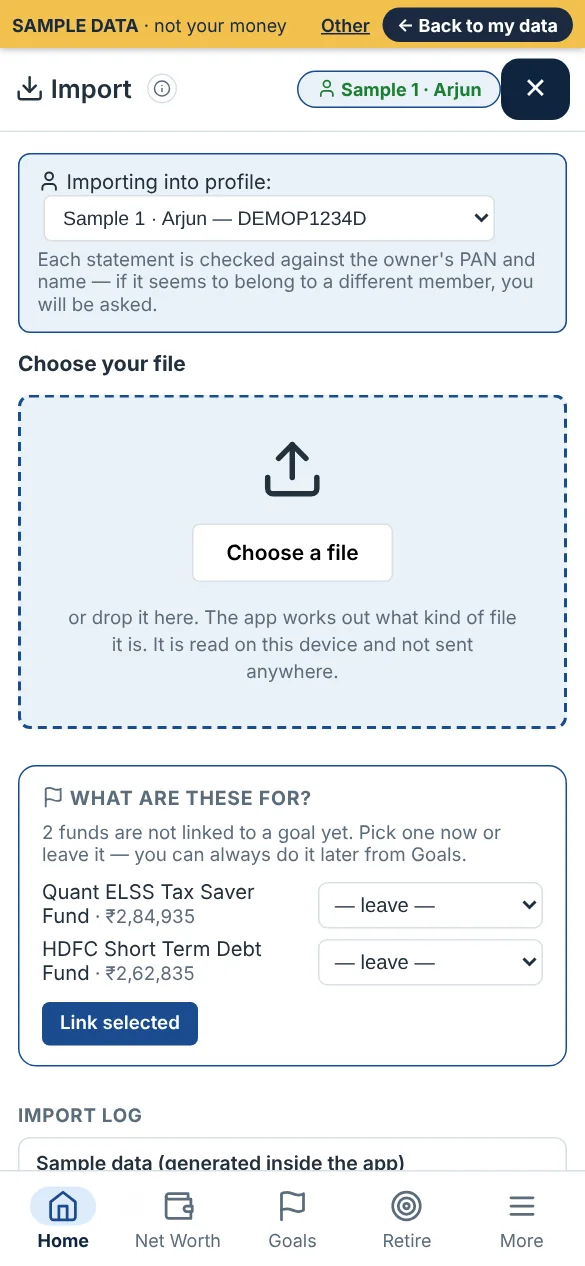 SAMPLE DATA · not your money Other ← Back to my data
Import Sample 1 · Arjun ✕
Importing into profile:
Sample 1 · Arjun — DEMOP1234D
Each statement is checked against the owner's PAN and
name — if it seems to belong to a different member, you
will be asked.
Choose your file
Choose a file
or drop it here. The app works out what kind of file
it is. It is read on this device and not sent
anywhere.
WHAT ARE THESE FOR?
2 funds are not linked to a goal yet. Pick one now or
leave it — you can always do it later from Goals.
Quant ELSS Tax Saver
Fund · ₹2,84,935
— leave —
HDFC Short Term Debt
Fund · ₹2,62,835
— leave —
Link selected
IMPORT LOG
Sample data (generated inside the app)
Home Net Worth Goals Retire More